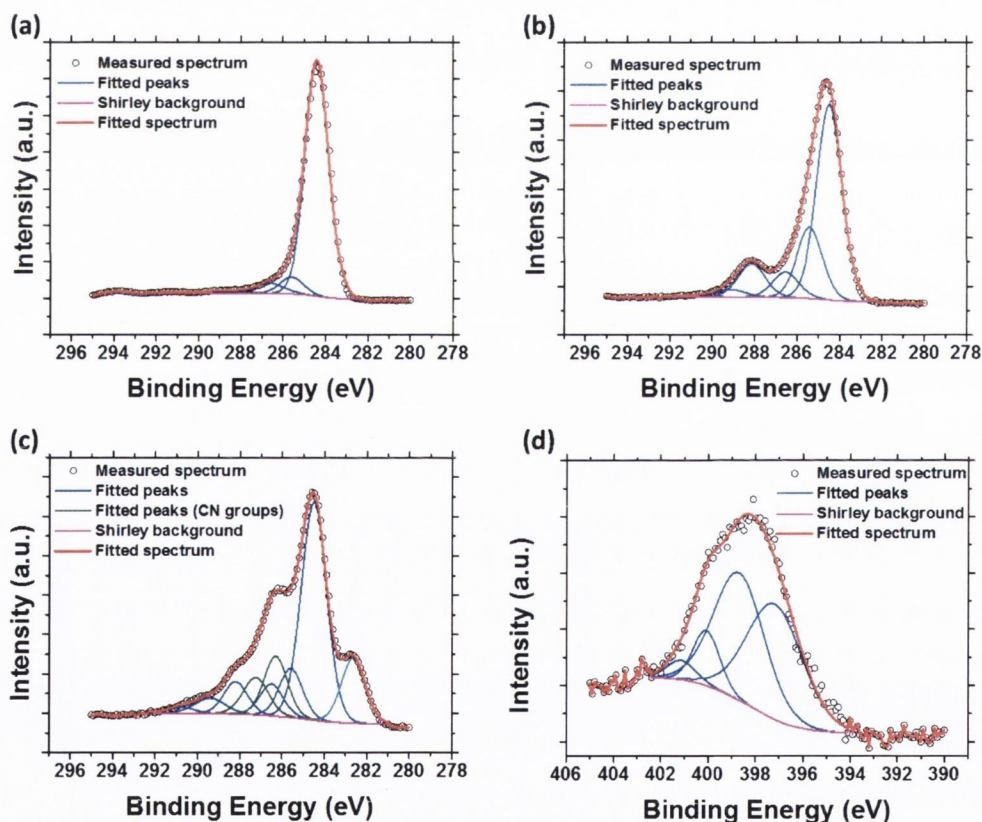 (a)
Measured spectrum
Fitted peaks
Shirley background
Fitted spectrum
Intensity (a.u.)
296 294 292 290 288 286 284 282 280 278
Binding Energy (eV)
(b)
Measured spectrum
Fitted peaks
Shirley background
Fitted spectrum
Intensity (a.u.)
296 294 292 290 288 286 284 282 280 278
Binding Energy (eV)
(c)
Measured spectrum
Fitted peaks
Fitted peaks (CN groups)
Shirley background
Fitted spectrum
Intensity (a.u.)
296 294 292 290 288 286 284 282 280 278
Binding Energy (eV)
(d)
Measured spectrum
Fitted peaks
Shirley background
Fitted spectrum
Intensity (a.u.)
406 404 402 400 398 396 394 392 390
Binding Energy (eV)